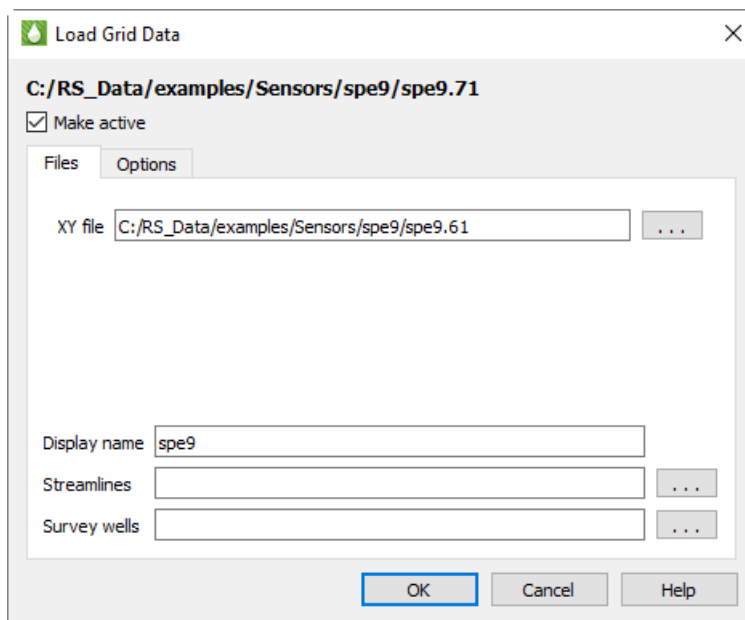 Load Grid Data
C:/RS_Data/examples/Sensors/spe9/spe9.71
Make active
Files Options
XY file C:/RS_Data/examples/Sensors/spe9/spe9.61 ...
Display name spe9
Streamlines ...
Survey wells ...
OK Cancel Help